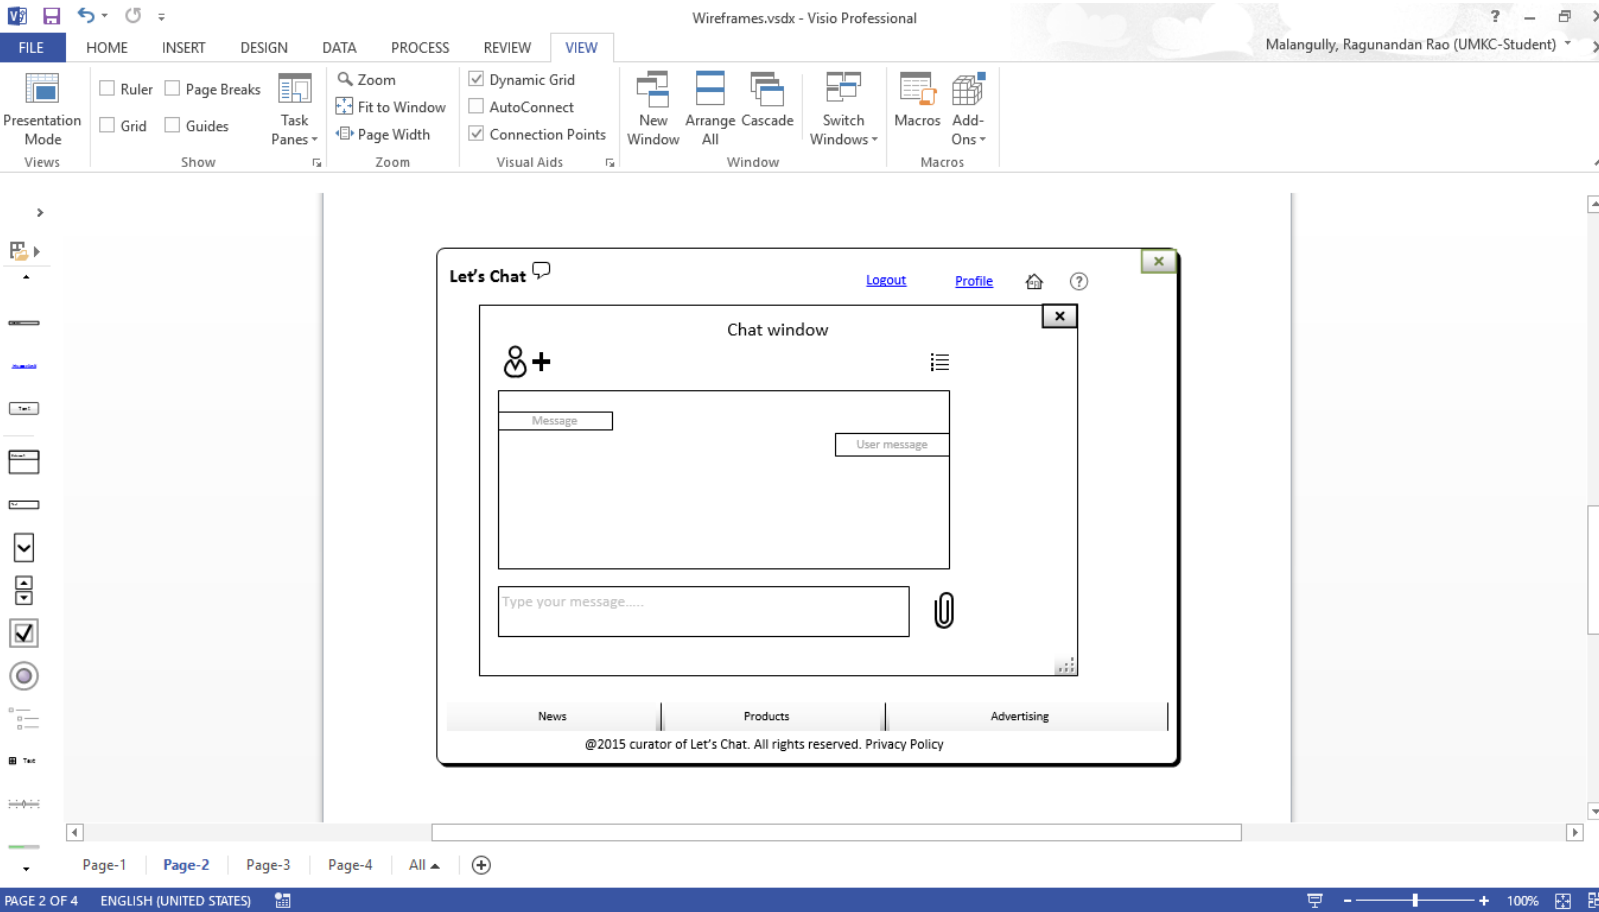 Wireframes.vsdx - Visio Professional
?
FILE HOME INSERT DESIGN DATA PROCESS REVIEW VIEW
Malangully, Ragunandan Rao (UMKC-Student)
Presentation Mode
Views
Ruler Page Breaks
Grid Guides
Task Panes
Show
Zoom
Fit to Window
Page Width
Zoom
Dynamic Grid
AutoConnect
Connection Points
Visual Aids
New Window
Arrange All
Cascade
Switch Windows
Window
Macros
Add-Ons
Macros
Let's Chat
Logout Profile ?
Chat window
Message
User message
Type your message.....
News Products Advertising
@2015 curator of Let's Chat. All rights reserved. Privacy Policy
Page-1 Page-2 Page-3 Page-4 All
PAGE 2 OF 4 ENGLISH (UNITED STATES) 100%